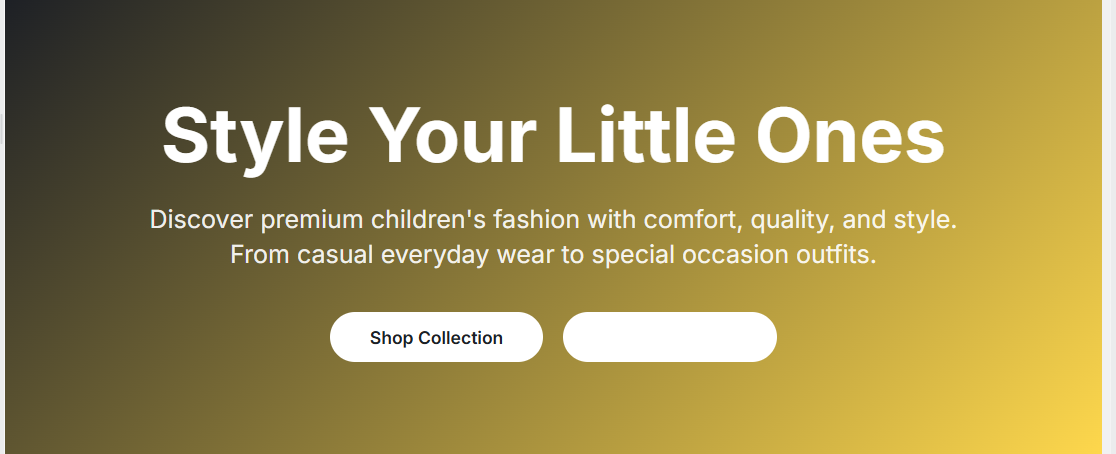 Style Your Little Ones
Discover premium children's fashion with comfort, quality, and style.
From casual everyday wear to special occasion outfits.
Shop Collection